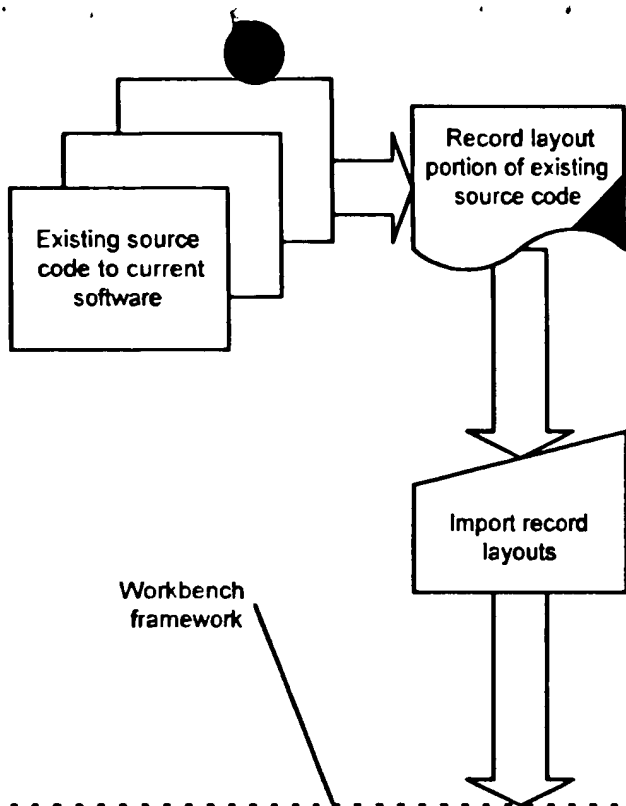 Record layout
portion of existing
source code
Existing source
code to current
software
Import record
layouts
Workbench
framework